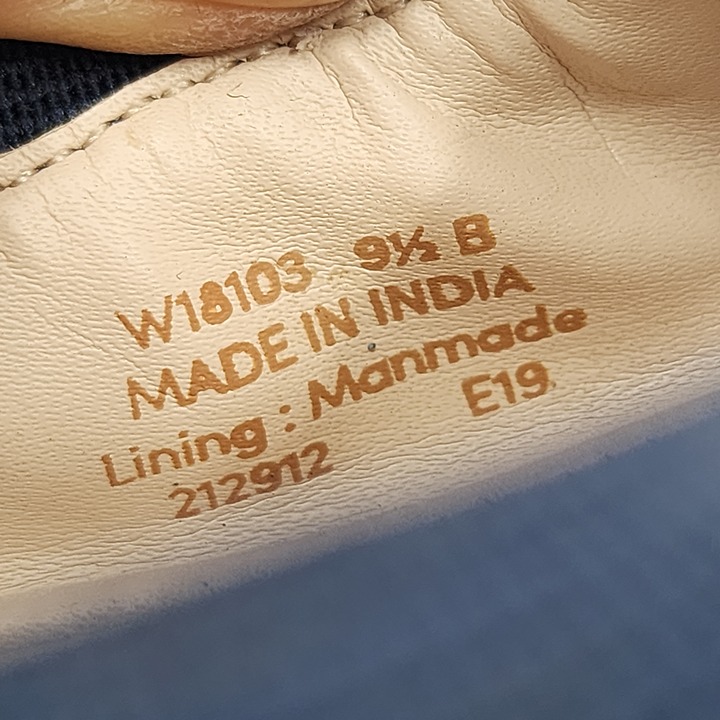 W18103 9½ B
MADE IN INDIA
Lining : Manmade
212912 E19